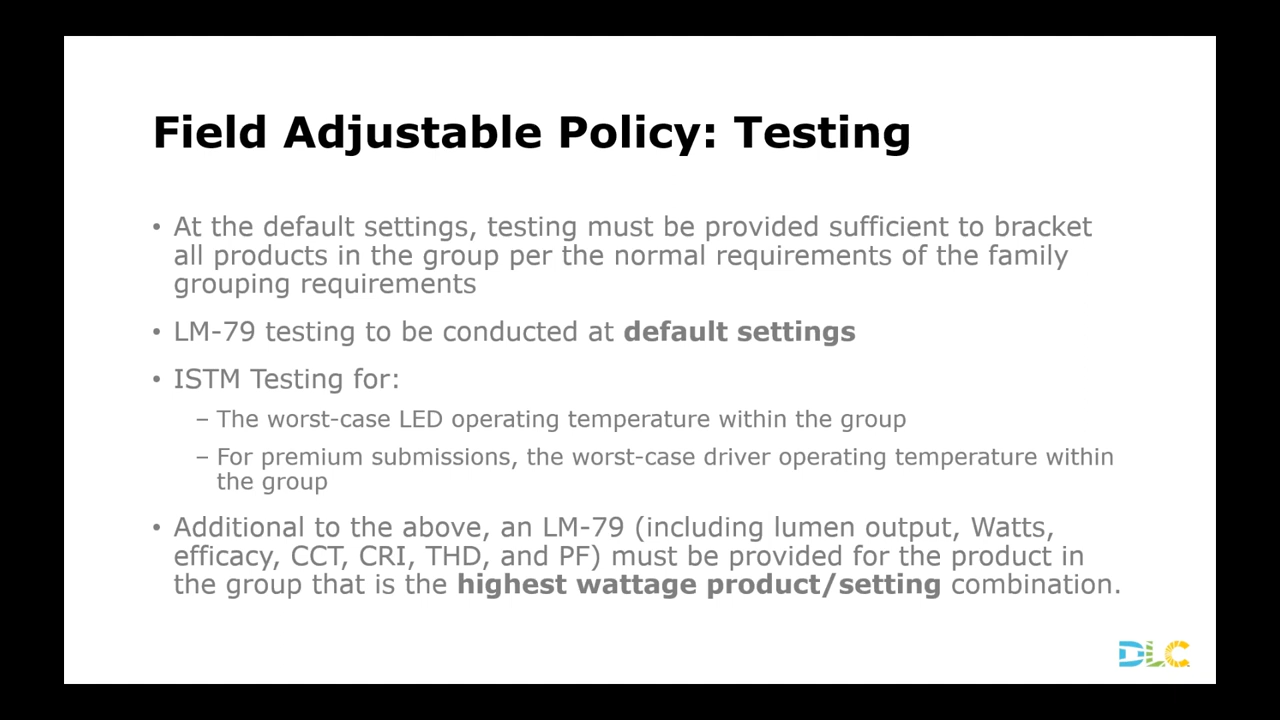 Field Adjustable Policy: Testing
• At the default settings, testing must be provided sufficient to bracket
all products in the group per the normal requirements of the family
grouping requirements
• LM-79 testing to be conducted at default settings
• ISTM Testing for:
– The worst-case LED operating temperature within the group
– For premium submissions, the worst-case driver operating temperature within
the group
• Additional to the above, an LM-79 (including lumen output, Watts,
efficacy, CCT, CRI, THD, and PF) must be provided for the product in
the group that is the highest wattage product/setting combination.
DLC